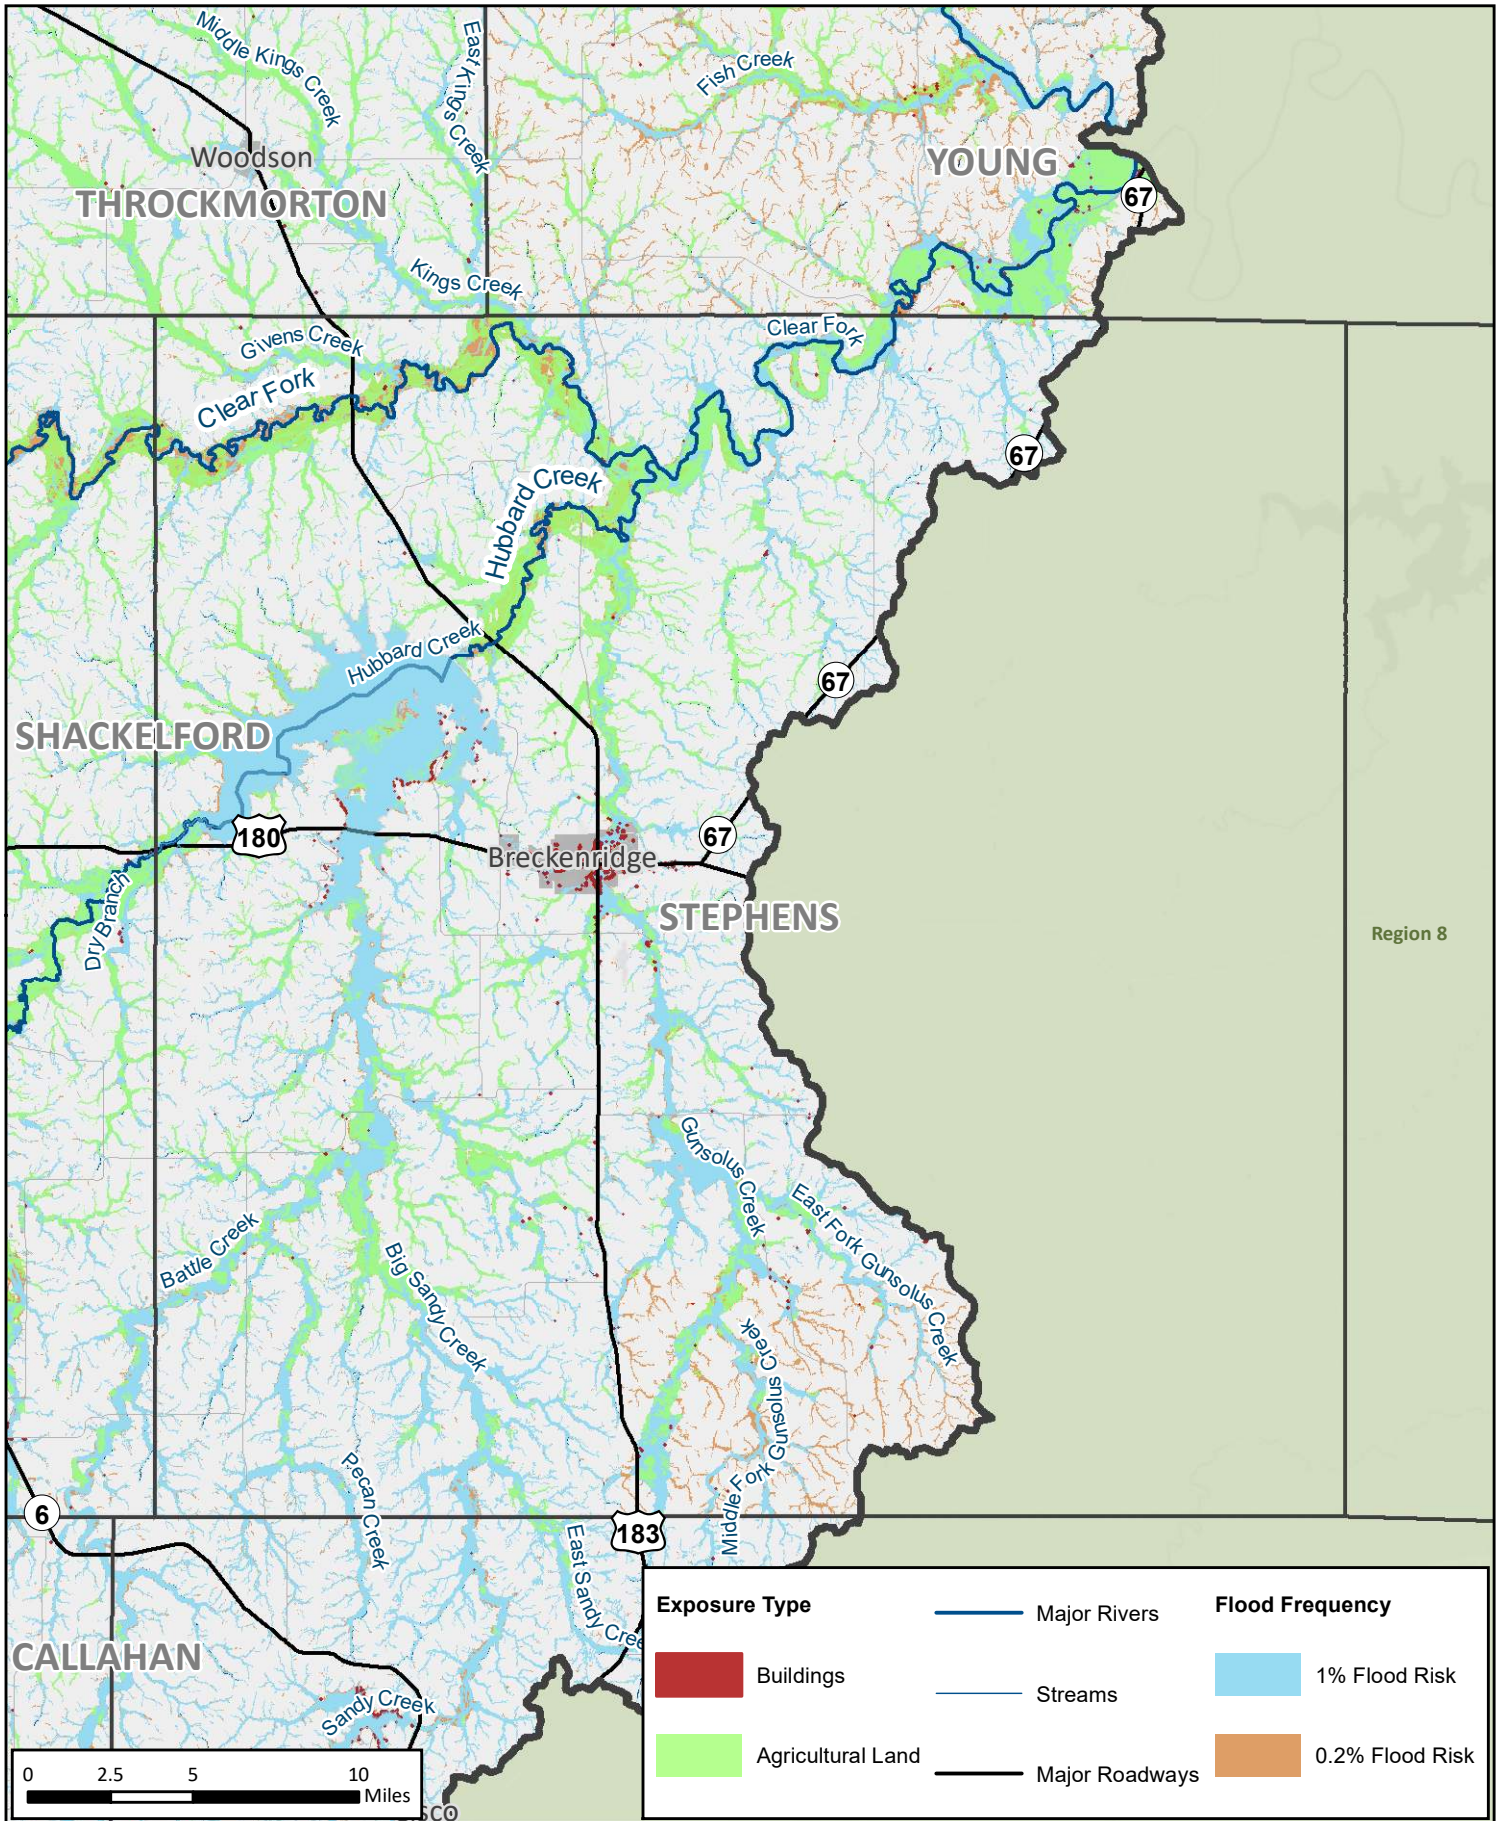 Middle Kings Creek
East Kings Creek
Fish Creek
Woodson
YOUNG
THROCKMORTON
67
Kings Creek
Givens Creek
Clear Fork
Clear Fork
67
Hubbard Creek
Hubbard Creek
67
SHACKELFORD
180
67
Breckenridge
Dry Branch
STEPHENS
Region 8
Gunsolus Creek
East Fork Gunsolus Creek
Battle Creek
Big Sandy Creek
Middle Fork Gunsolus Creek
Pecan Creek
6
183
East Sandy Cree
CALLAHAN
Sandy Creek
Exposure Type
Buildings
Agricultural Land
Major Rivers
Streams
Major Roadways
Flood Frequency
1% Flood Risk
0.2% Flood Risk
0 2.5 5 10
Miles